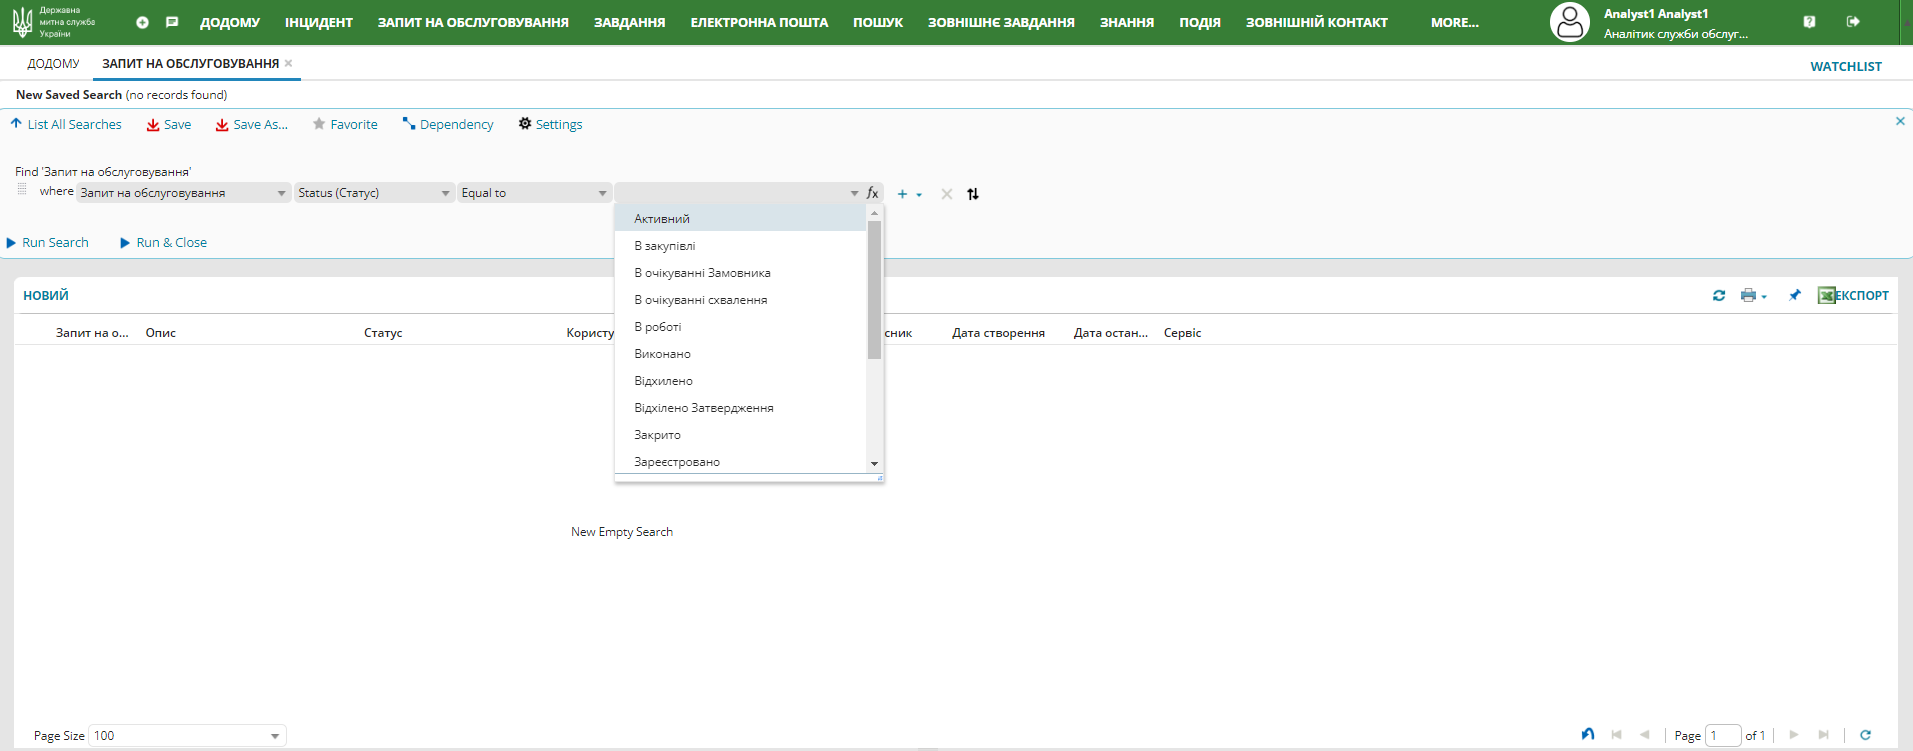 Державна
митна служба
України
ДОДОМУ ІНЦИДЕНТ ЗАПИТ НА ОБСЛУГОВУВАННЯ ЗАВДАННЯ ЕЛЕКТРОННА ПОШТА ПОШУК ЗОВНІШНЄ ЗАВДАННЯ ЗНАННЯ ПОДІЯ ЗОВНІШНІЙ КОНТАКТ MORE...
Analyst1 Analyst1
Аналітик служби обслуг...
ДОДОМУ ЗАПИТ НА ОБСЛУГОВУВАННЯ
WATCHLIST
New Saved Search (no records found)
List All Searches Save Save As... Favorite Dependency Settings
Find 'Запит на обслуговування'
where Запит на обслуговування Status (Статус) Equal to fx
Активний
В закупівлі
В очікуванні Замовника
В очікуванні схвалення
В роботі
Виконано
Відхилено
Відхілено Затвердження
Закрито
Зареєстровано
Run Search Run & Close
НОВИЙ
ЕКСПОРТ
Запит на о... Опис Статус Користу сник Дата створення Дата остан... Сервіс
New Empty Search
Page Size 100
Page 1 of 1